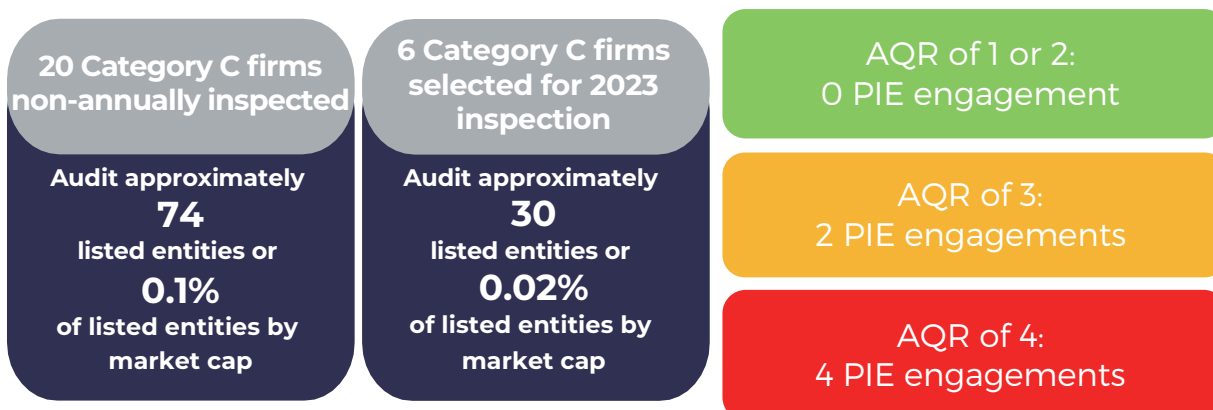 20 Category C firms
non-annually inspected
Audit approximately
74
listed entities or
0.1%
of listed entities by
market cap
6 Category C firms
selected for 2023
inspection
Audit approximately
30
listed entities or
0.02%
of listed entities by
market cap
AQR of 1 or 2:
0 PIE engagement
AQR of 3:
2 PIE engagements
AQR of 4:
4 PIE engagements